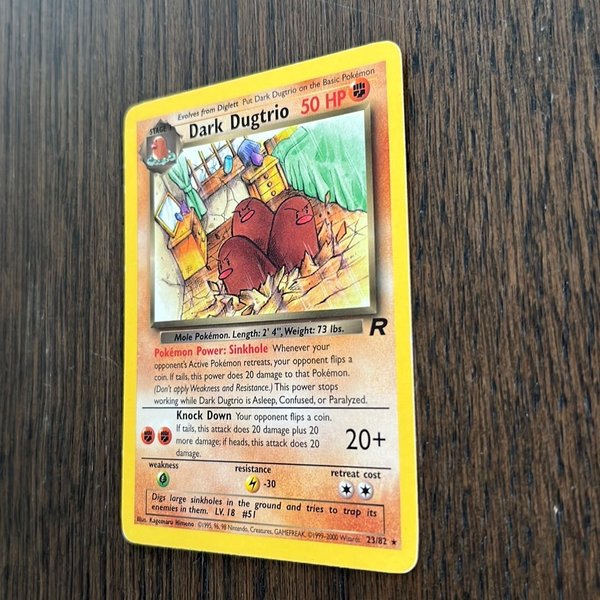 Evolves from Diglett Put Dark Dugtrio on the Basic Pokémon
STAGE 1
Dark Dugtrio 50 HP
Mole Pokémon. Length: 2' 4", Weight: 73 lbs.
R
Pokémon Power: Sinkhole Whenever your
opponent's Active Pokémon retreats, your opponent flips a
coin. If tails, this power does 20 damage to that Pokémon.
(Don't apply Weakness and Resistance.) This power stops
working while Dark Dugtrio is Asleep, Confused, or Paralyzed.
Knock Down Your opponent flips a coin.
If tails, this attack does 20 damage plus 20
more damage; if heads, this attack does 20
damage.
20+
weakness resistance retreat cost
-30
Digs large sinkholes in the ground and tries to trap its
enemies in them. LV. 18 #51
Illus. Kagemaru Himeno ©1995, 96, 98 Nintendo, Creatures, GAMEFREAK. ©1999-2000 Wizards. 23/82 ★